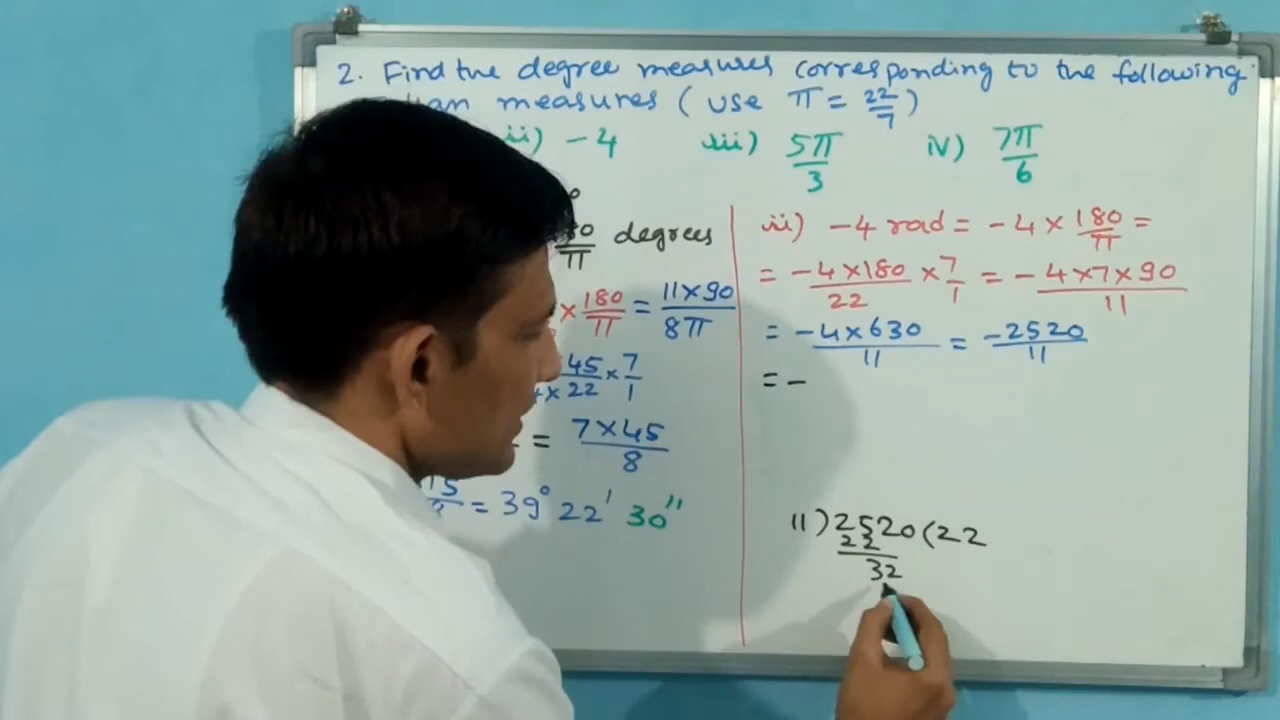 2. Find the degree measures corresponding to the following
measures (use π = 22/7)
ii) -4 iii) 5π/3 iv) 7π/6
degrees
× 180/π = 11×90/8π
45/×22 × 7/1
= 7×45/8
= 39° 22' 30"
ii) -4 rad = -4 × 180/π =
= -4×180/22 × 7/1 = -4×7×90/11
= -4×630/11 = -2520/11
= -
11)2520(22
22
32